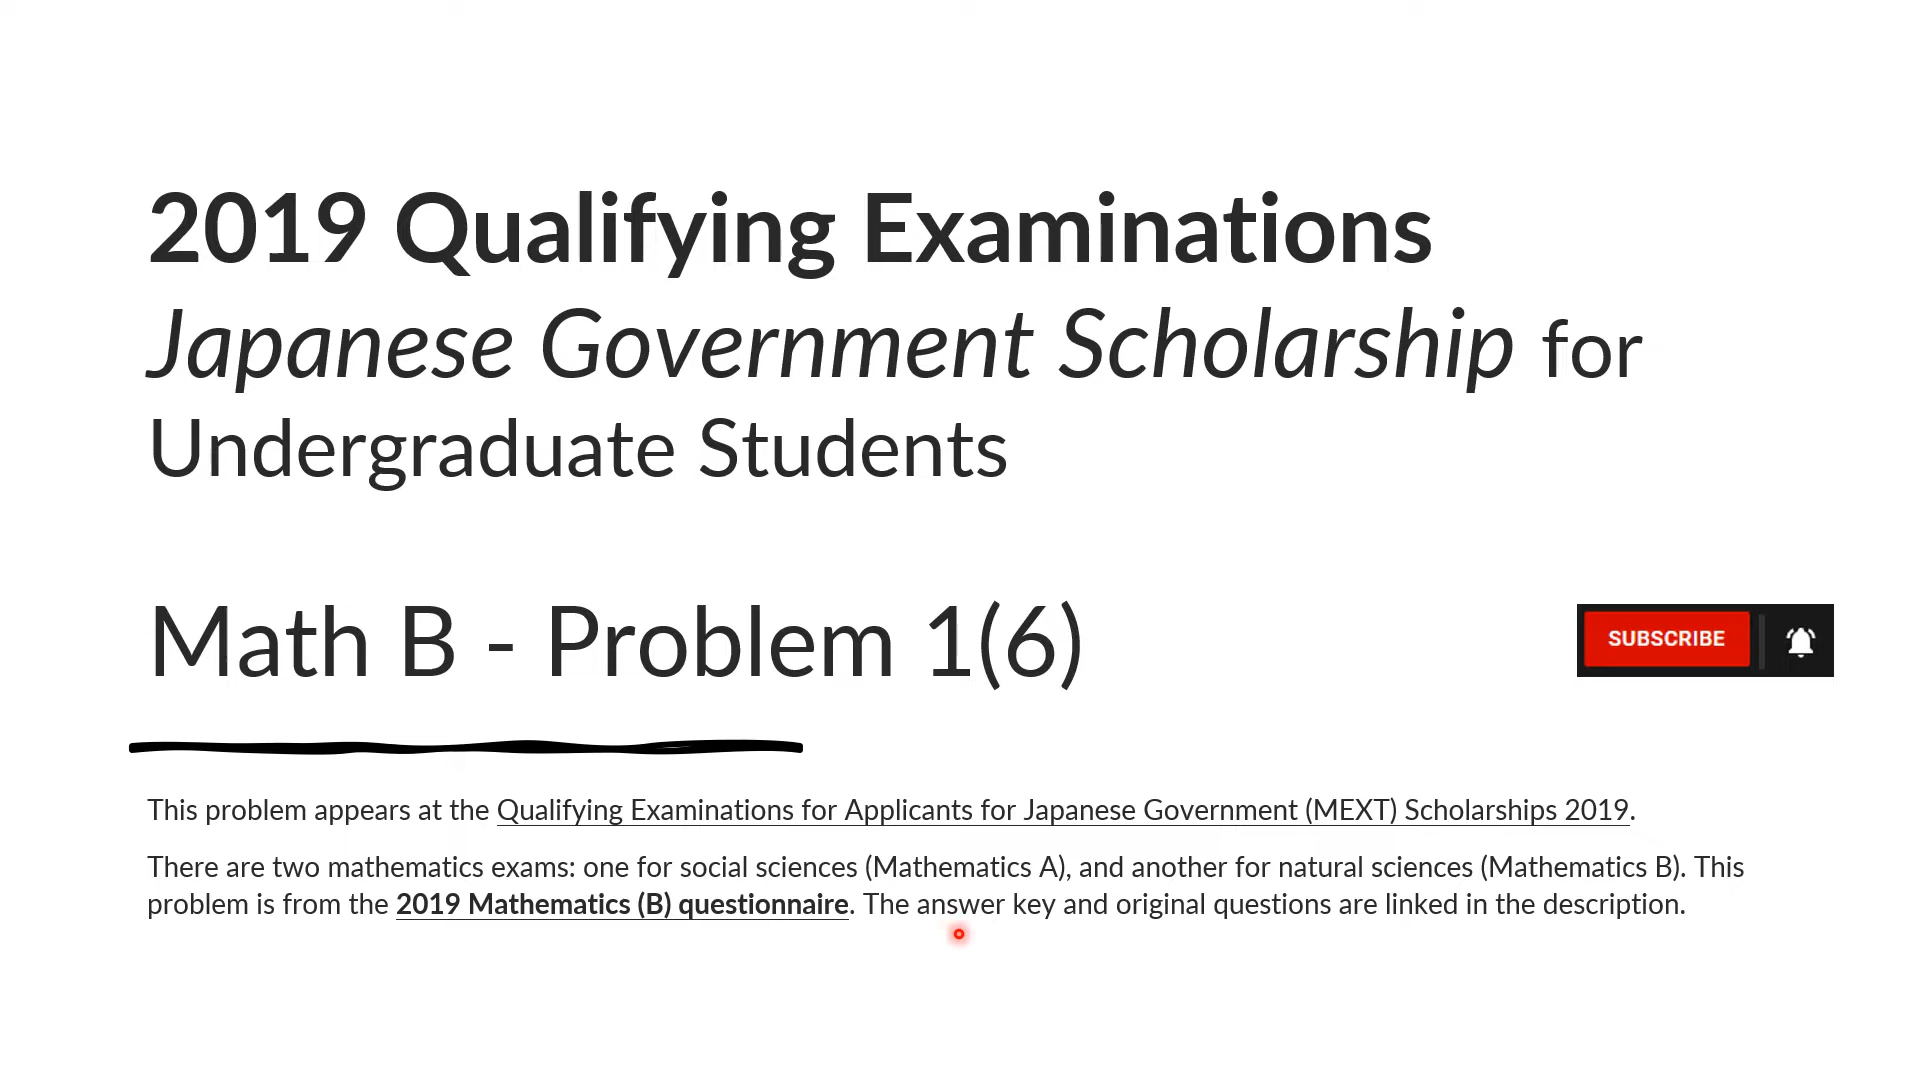 2019 Qualifying Examinations
Japanese Government Scholarship for
Undergraduate Students
Math B - Problem 1(6)
SUBSCRIBE
This problem appears at the Qualifying Examinations for Applicants for Japanese Government (MEXT) Scholarships 2019.
There are two mathematics exams: one for social sciences (Mathematics A), and another for natural sciences (Mathematics B). This
problem is from the 2019 Mathematics (B) questionnaire. The answer key and original questions are linked in the description.